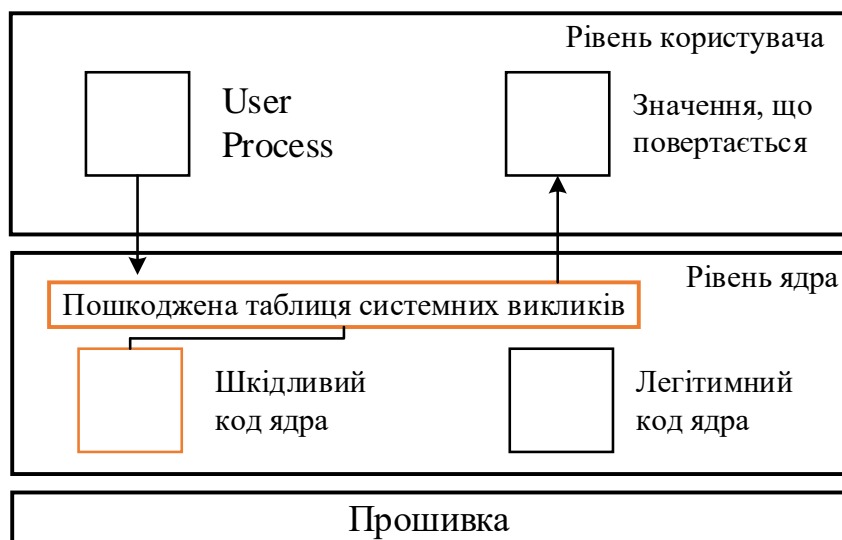 Рівень користувача
User
Process
Значення, що
повертається
Рівень ядра
Пошкоджена таблиця системних викликів
Шкідливий
код ядра
Легітимний
код ядра
Прошивка